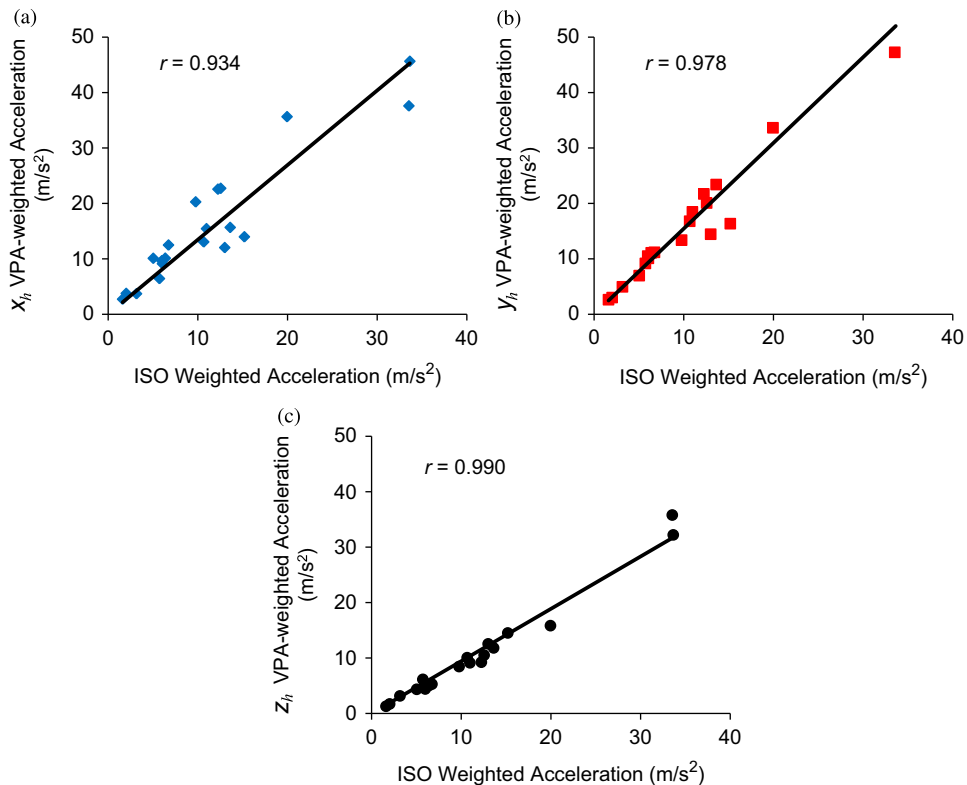 (a)
50
40
30
20
10
0
r = 0.934
x_h VPA-weighted Acceleration
(m/s²)
0 10 20 30 40
ISO Weighted Acceleration (m/s²)
(b)
50
40
30
20
10
0
r = 0.978
y_h VPA-weighted Acceleration
(m/s²)
0 10 20 30 40
ISO Weighted Acceleration (m/s²)
(c)
50
40
30
20
10
0
r = 0.990
z_h VPA-weighted Acceleration
(m/s²)
0 10 20 30 40
ISO Weighted Acceleration (m/s²)